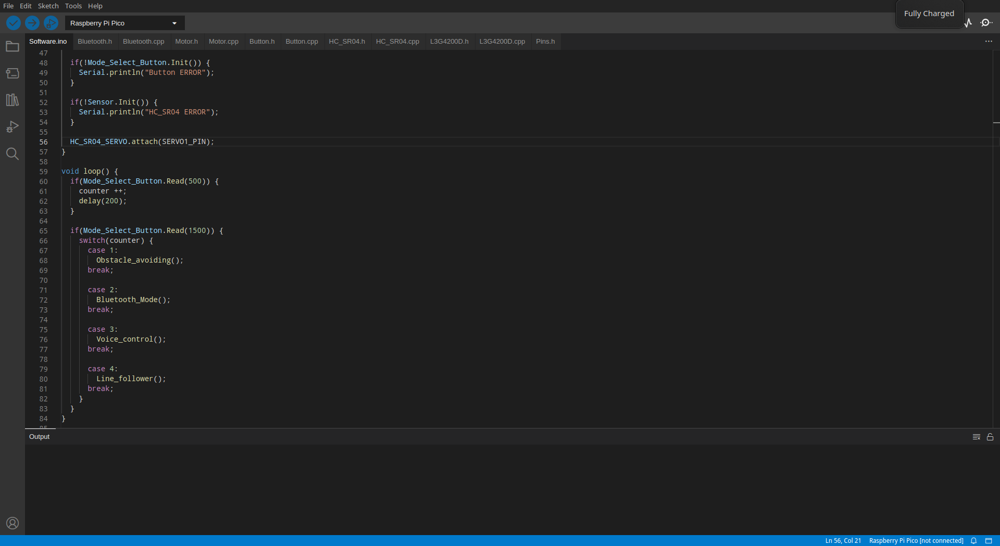 File Edit Sketch Tools Help
Fully Charged
Raspberry Pi Pico
Software.ino Bluetooth.h Bluetooth.cpp Motor.h Motor.cpp Button.h Button.cpp HC_SR04.h HC_SR04.cpp L3G4200D.h L3G4200D.cpp Pins.h
47
48 if(!Mode_Select_Button.Init()) {
49 Serial.println("Button ERROR");
50 }
51
52 if(!Sensor.Init()) {
53 Serial.println("HC_SR04 ERROR");
54 }
55
56 HC_SR04_SERVO.attach(SERVO1_PIN);
57 }
58
59 void loop() {
60 if(Mode_Select_Button.Read(500)) {
61 counter ++;
62 delay(200);
63 }
64
65 if(Mode_Select_Button.Read(1500)) {
66 switch(counter) {
67 case 1:
68 Obstacle_avoiding();
69 break;
70
71 case 2:
72 Bluetooth_Mode();
73 break;
74
75 case 3:
76 Voice_control();
77 break;
78
79 case 4:
80 Line_follower();
81 break;
82 }
83 }
84 }
85
Output
Ln 56, Col 21 Raspberry Pi Pico [not connected]